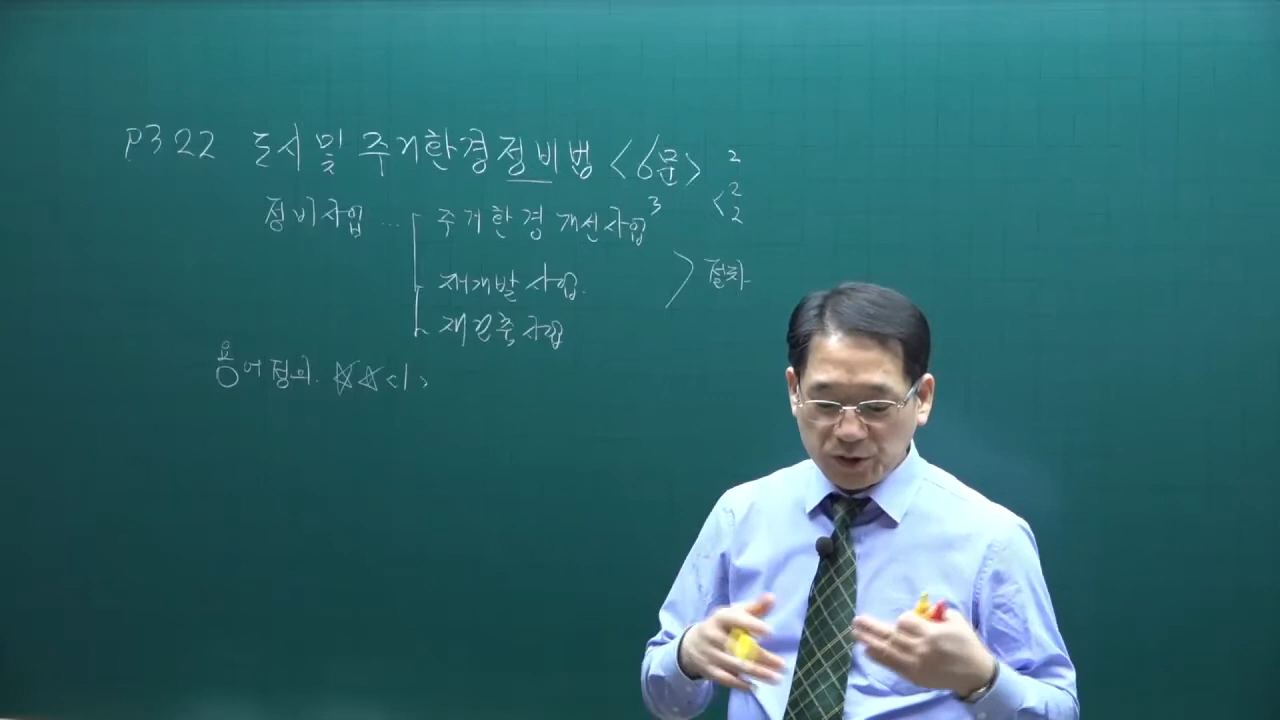 P322 도시 및 주거환경정비법 <6문> 2
< 2
2
정비사업 … 주거환경개선사업 3
재개발사업.
> 절차
재건축사업
용어정의. ☆☆<1>